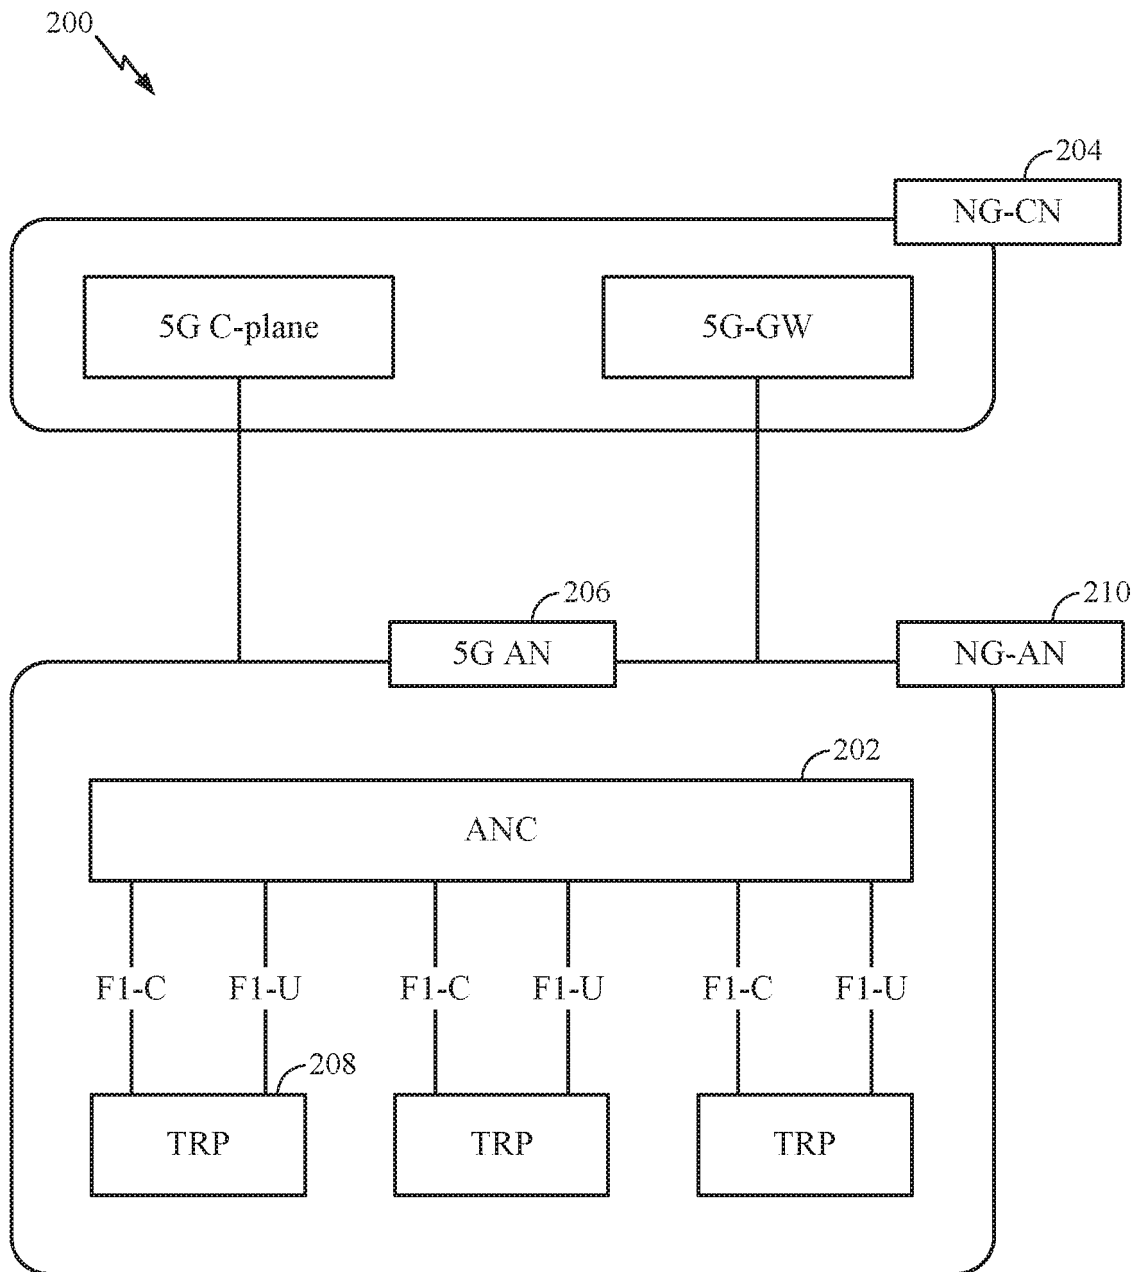 200
204
NG-CN
5G C-plane
5G-GW
206
210
5G AN
NG-AN
202
ANC
F1-C
F1-U
F1-C
F1-U
F1-C
F1-U
208
TRP
TRP
TRP